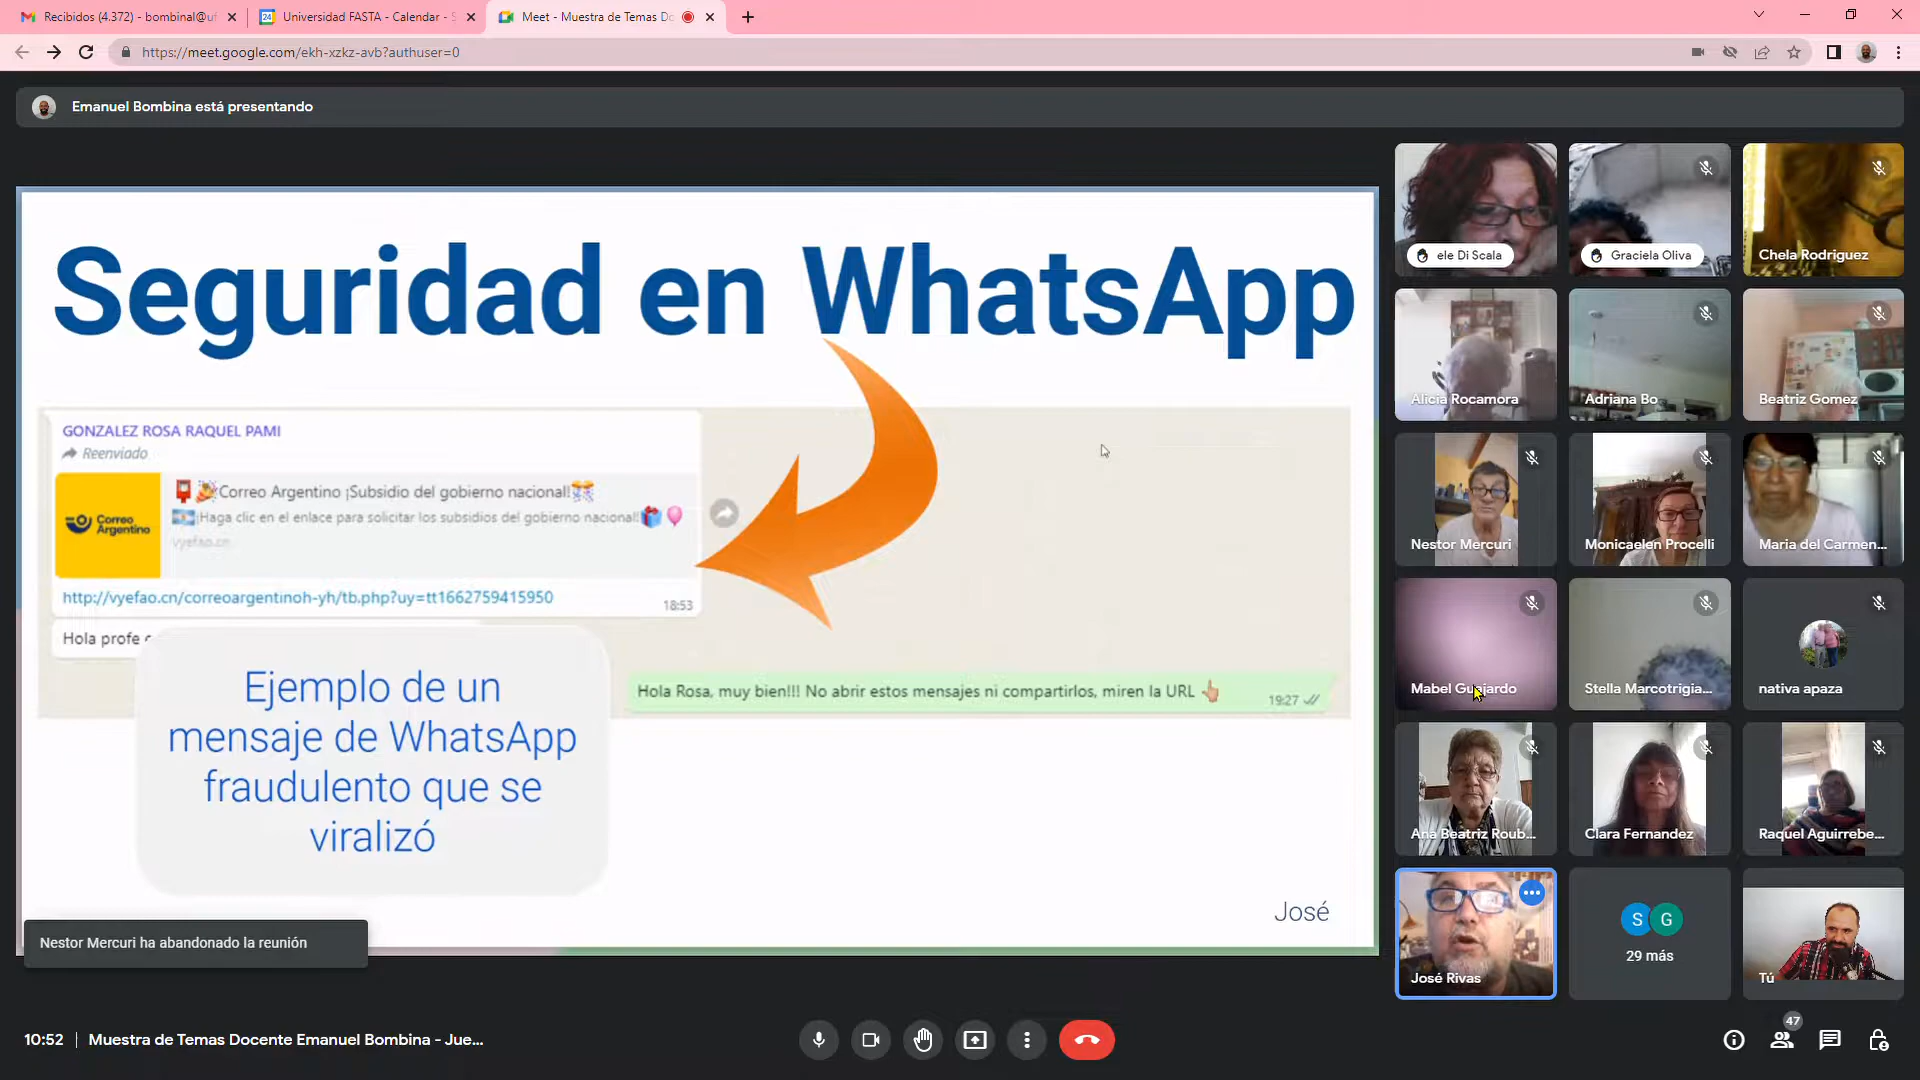 Recibidos (4.372) - bombinal@uf
Universidad FASTA - Calendar - S
Meet - Muestra de Temas Do
https://meet.google.com/ekh-xzkz-avb?authuser=0
Emanuel Bombina está presentando
Seguridad en WhatsApp
GONZALEZ ROSA RAQUEL PAMI
Reenviado
Correo Argentino
Correo Argentino ¡Subsidio del gobierno nacional!
¡Haga clic en el enlace para solicitar los subsidios del gobierno nacional!
vyefao.cn
http://vyefao.cn/correoargentinoh-yh/tb.php?uy=tt1662759415950
18:53
Hola profe
Hola Rosa, muy bien!!! No abrir estos mensajes ni compartirlos, miren la URL
19:27
Ejemplo de un
mensaje de WhatsApp
fraudulento que se
viralizó
José
Nestor Mercuri ha abandonado la reunión
ele Di Scala
Graciela Oliva
Chela Rodriguez
Alicia Rocamora
Adriana Bo
Beatriz Gomez
Nestor Mercuri
Monicaelen Procelli
Maria del Carmen...
Mabel Guajardo
Stella Marcotrigia...
nativa apaza
Ana Beatriz Roub...
Clara Fernandez
Raquel Aguirrebe...
José Rivas
S G
29 más
Tú
10:52 | Muestra de Temas Docente Emanuel Bombina - Jue...
47